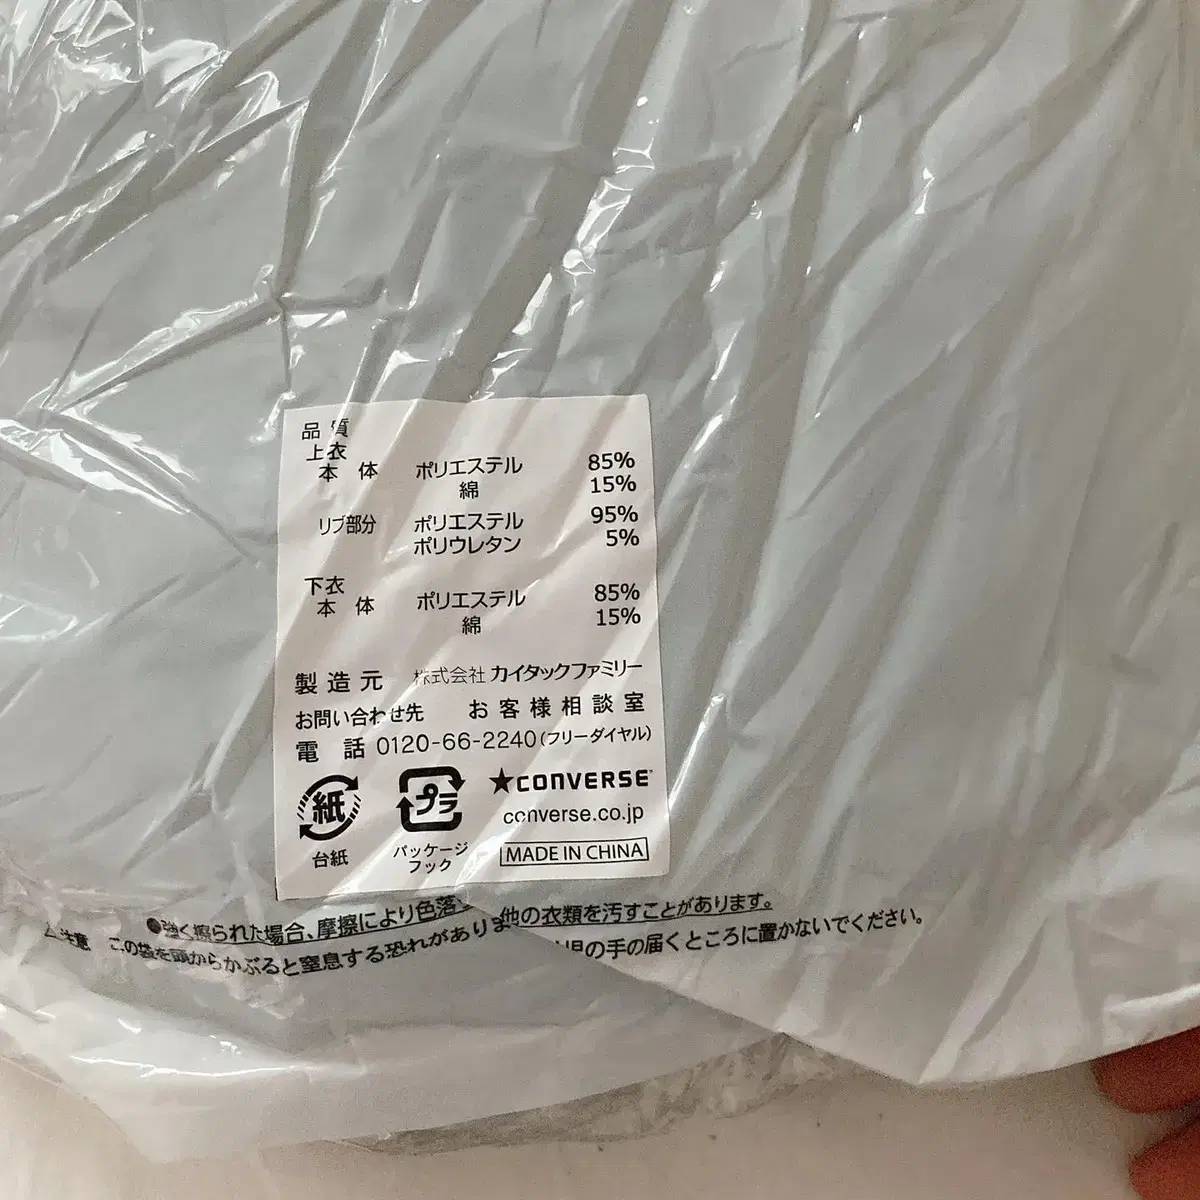 品質
上衣
本体 ポリエステル 85%
綿 15%
リブ部分 ポリエステル 95%
ポリウレタン 5%
下衣
本体 ポリエステル 85%
綿 15%
製造元 株式会社 カイタックファミリー
お問い合わせ先 お客様相談室
電話 0120-66-2240(フリーダイヤル)
紙
台紙
プラ
パッケージ
フック
★CONVERSE
converse.co.jp
MADE IN CHINA
●強く擦られた場合、摩擦により色落 他の衣類を汚すことがあります。
⚠注意 この袋を頭からかぶると窒息する恐れがありま 児の手の届くところに置かないでください。